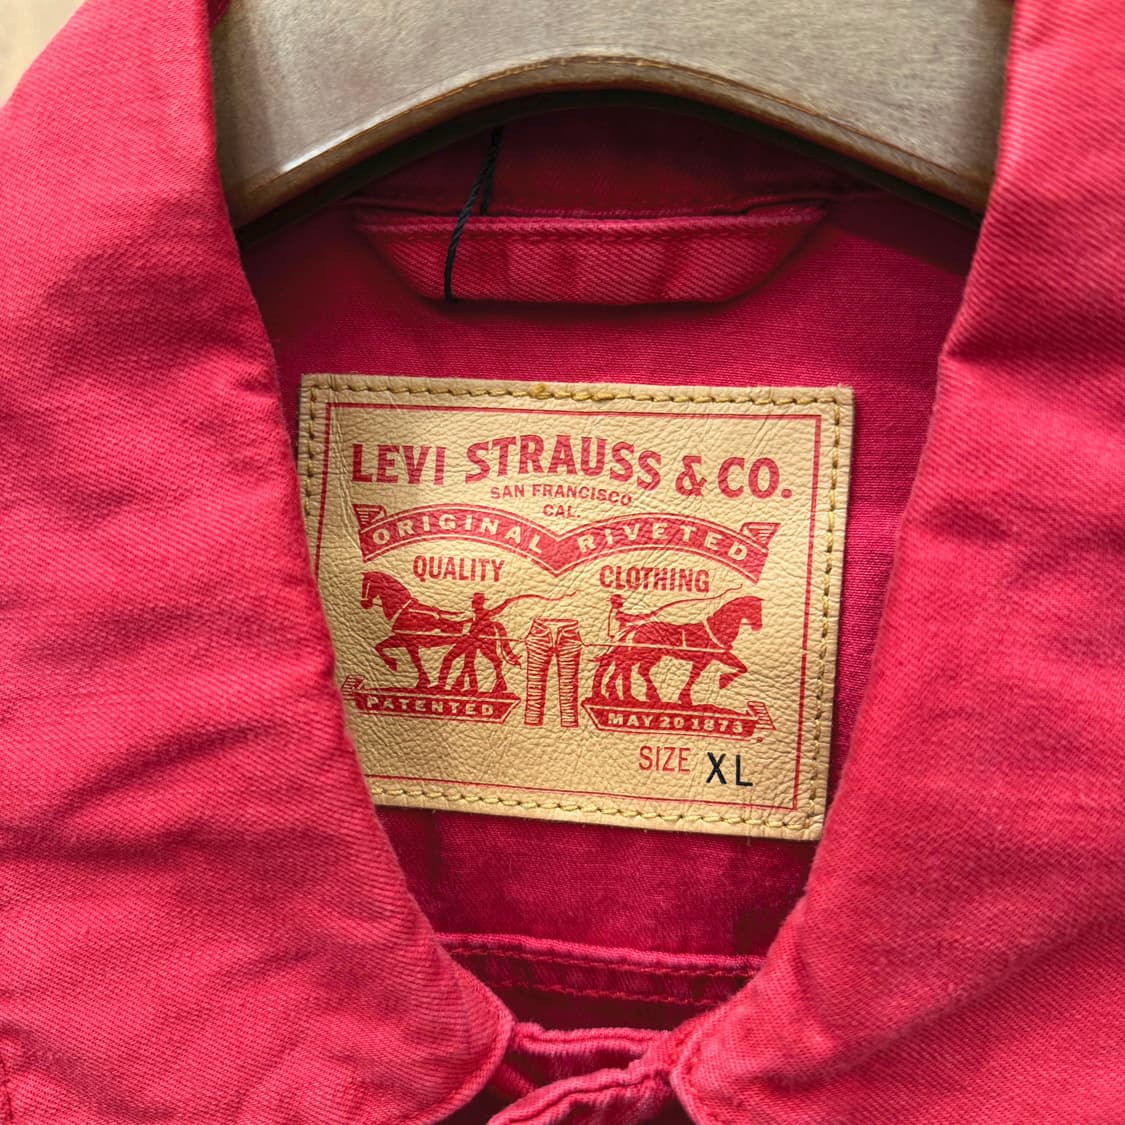 LEVI STRAUSS & CO.
SAN FRANCISCO
CAL.
ORIGINAL RIVETED
QUALITY CLOTHING
PATENTED MAY 20 1873
SIZE XL